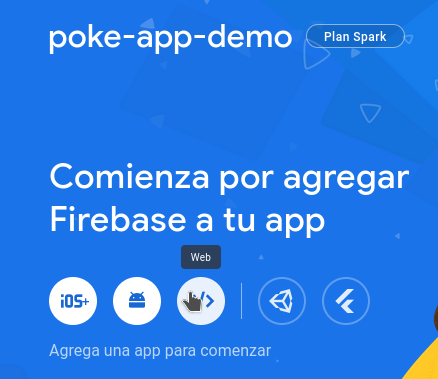 poke-app-demo
Plan Spark
Comienza por agregar
Firebase a tu app
Web
iOS+
Agrega una app para comenzar